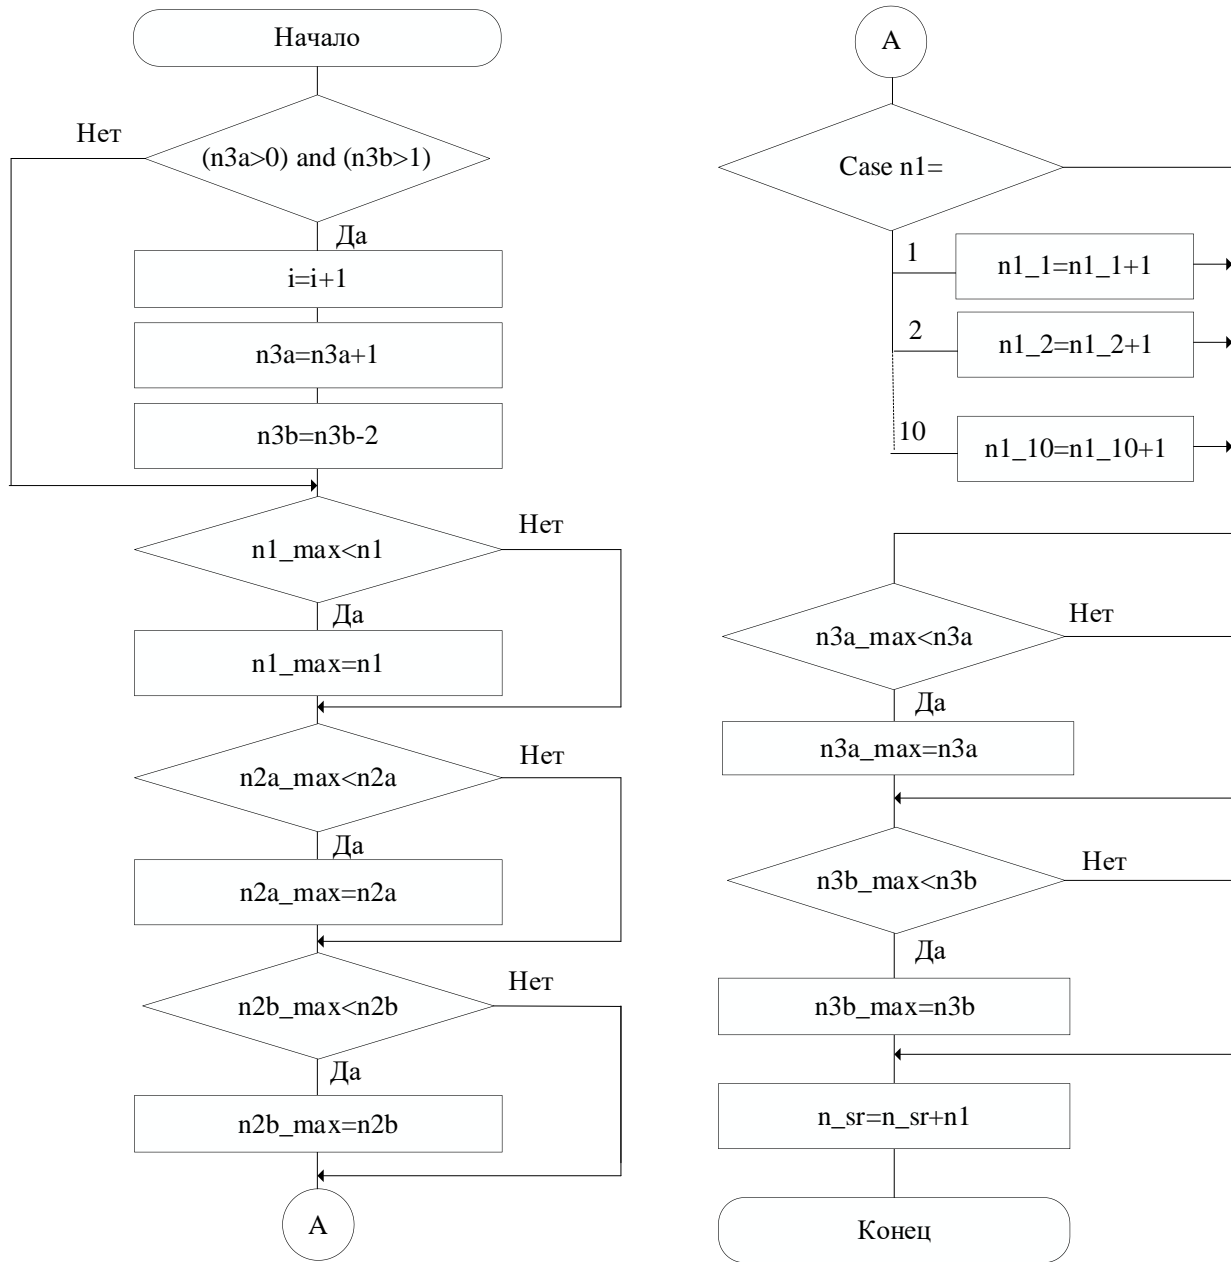 Начало
Нет
(n3a>0) and (n3b>1)
Да
i=i+1
n3a=n3a+1
n3b=n3b-2
n1_max<n1
Нет
Да
n1_max=n1
n2a_max<n2a
Нет
Да
n2a_max=n2a
n2b_max<n2b
Нет
Да
n2b_max=n2b
А
А
Case n1=
1
n1_1=n1_1+1
2
n1_2=n1_2+1
10
n1_10=n1_10+1
n3a_max<n3a
Нет
Да
n3a_max=n3a
n3b_max<n3b
Нет
Да
n3b_max=n3b
n_sr=n_sr+n1
Конец